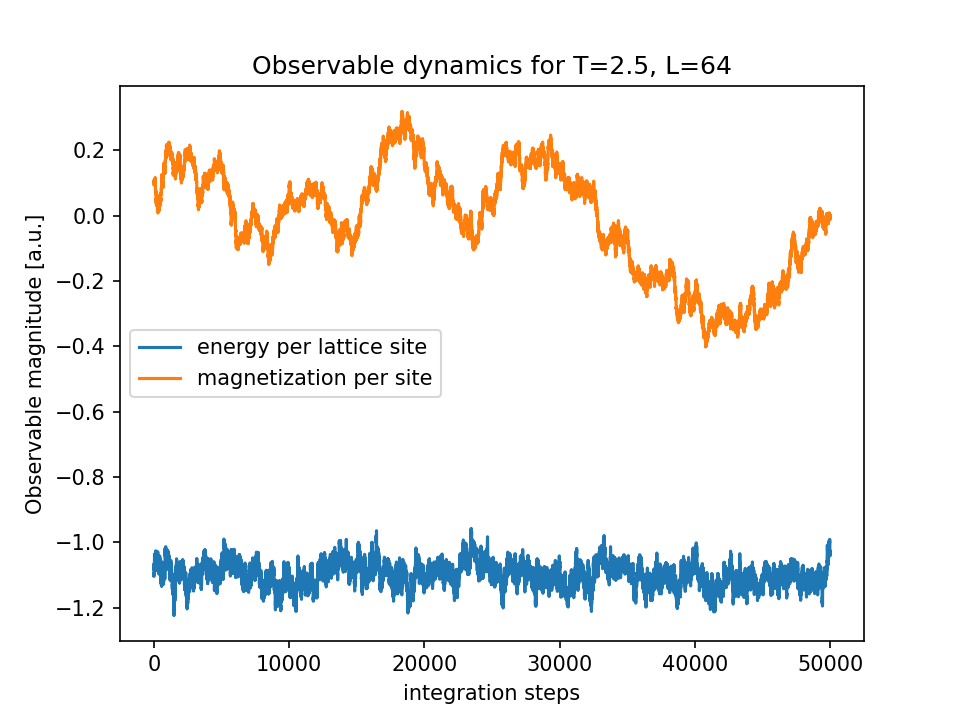 Observable dynamics for T=2.5, L=64
Observable magnitude [a.u.]
0.2
0.0
−0.2
−0.4
−0.6
−0.8
−1.0
−1.2
energy per lattice site
magnetization per site
0 10000 20000 30000 40000 50000
integration steps